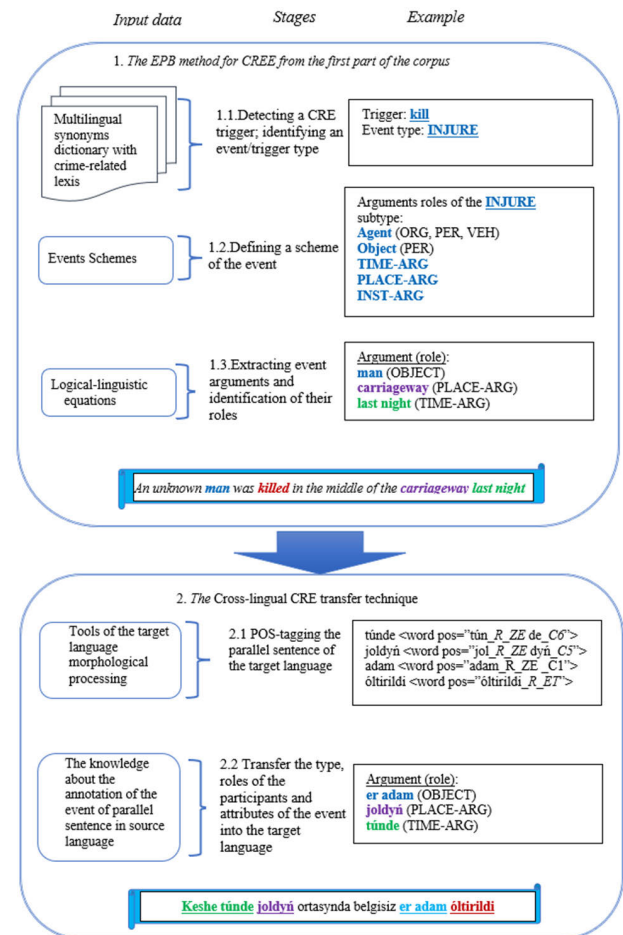 Input data Stages Example
1. The EPB method for CREE from the first part of the corpus
Multilingual
synonyms
dictionary with
crime-related
lexis
1.1.Detecting a CRE
trigger; identifying an
event/trigger type
Trigger: kill
Event type: INJURE
Events Schemes
1.2.Defining a scheme
of the event
Arguments roles of the INJURE
subtype:
Agent (ORG, PER, VEH)
Object (PER)
TIME-ARG
PLACE-ARG
INST-ARG
Logical-linguistic
equations
1.3.Extracting event
arguments and
identification of their
roles
Argument (role):
man (OBJECT)
carriageway (PLACE-ARG)
last night (TIME-ARG)
An unknown man was killed in the middle of the carriageway last night
2. The Cross-lingual CRE transfer technique
Tools of the target
language
morphological
processing
2.1 POS-tagging the
parallel sentence of
the target language
túnde <word pos="tún_R_ZE de_C6">
joldyń <word pos="jol_R_ZE dyń_C5">
adam <word pos="adam_R_ZE _C1">
óltirildi <word pos="óltirildi_R_ET">
The knowledge
about the
annotation of the
event of parallel
sentence in source
language
2.2 Transfer the type,
roles of the
participants and
attributes of the event
into the target
language
Argument (role):
er adam (OBJECT)
joldyń (PLACE-ARG)
túnde (TIME-ARG)
Keshe túnde joldyń ortasynda belgisiz er adam óltirildi